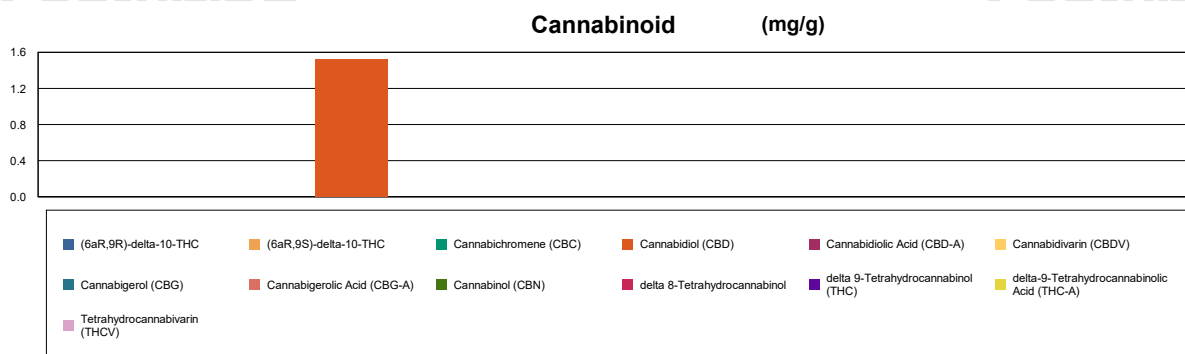 Cannabinoid (mg/g)
1.6
1.2
0.8
0.4
0.0
(6aR,9R)-delta-10-THC
(6aR,9S)-delta-10-THC
Cannabichromene (CBC)
Cannabidiol (CBD)
Cannabidiolic Acid (CBD-A)
Cannabidivarin (CBDV)
Cannabigerol (CBG)
Cannabigerolic Acid (CBG-A)
Cannabinol (CBN)
delta 8-Tetrahydrocannabinol
delta 9-Tetrahydrocannabinol
(THC)
delta-9-Tetrahydrocannabinolic
Acid (THC-A)
Tetrahydrocannabivarin
(THCV)